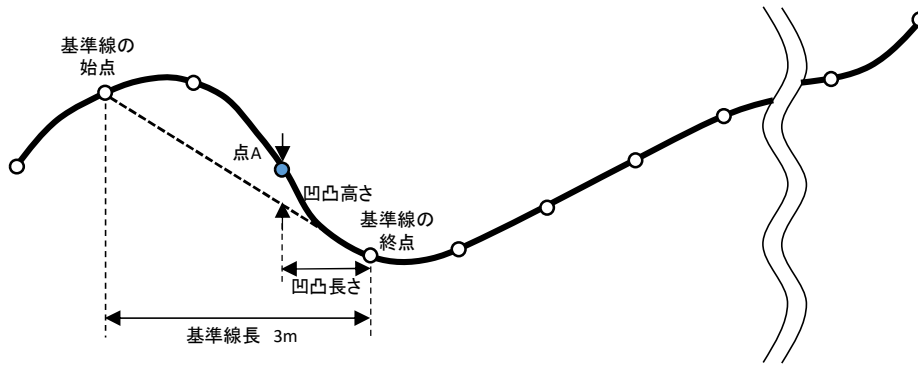 基準線の
始点
点A
凹凸高さ
基準線の
終点
凹凸長さ
基準線長 3m